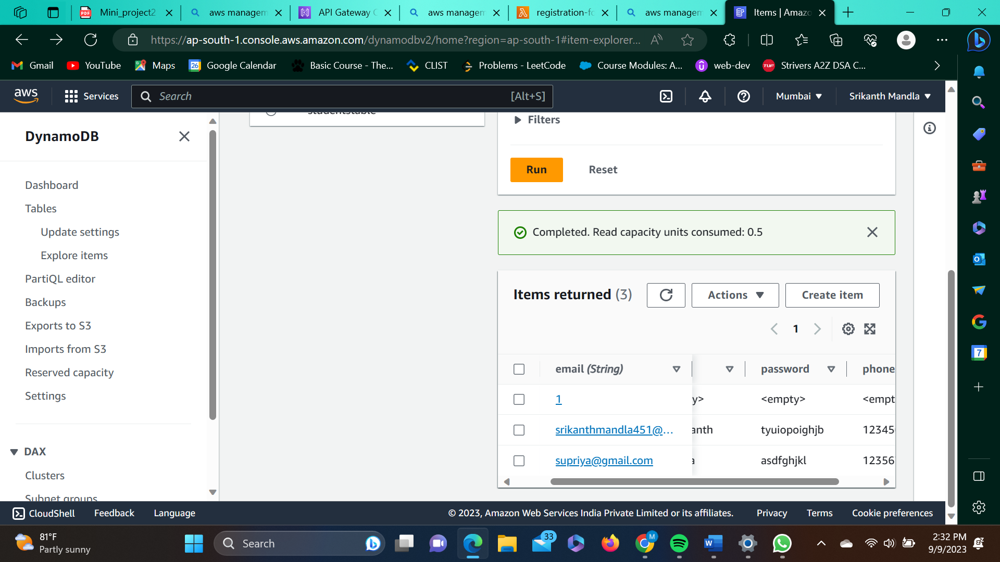 Mini_project2
aws managem
API Gateway C
aws managem
registration-fo
aws managem
Items | Amazo
https://ap-south-1.console.aws.amazon.com/dynamodbv2/home?region=ap-south-1#item-explorer...
Gmail
YouTube
Maps
26
Google Calendar
Basic Course - The...
CLIST
Problems - LeetCode
Course Modules: A...
web-dev
TUF
Strivers A2Z DSA C...
aws
Services
Search
[Alt+S]
Mumbai
Srikanth Mandla
studentstable
Filters
DynamoDB
Run
Reset
Dashboard
Tables
Update settings
Explore items
PartiQL editor
Backups
Exports to S3
Imports from S3
Reserved capacity
Settings
DAX
Clusters
Subnet groups
Completed. Read capacity units consumed: 0.5
Items returned (3)
Actions
Create item
1
email (String)
password
phone
1
y>
<empty>
<empt
srikanthmandla451@...
anth
tyuiopoighjb
12345
supriya@gmail.com
a
asdfghjkl
12356
7
CloudShell
Feedback
Language
© 2023, Amazon Web Services India Private Limited or its affiliates.
Privacy
Terms
Cookie preferences
81°F
Partly sunny
Search
33
M
W
2:32 PM
9/9/2023